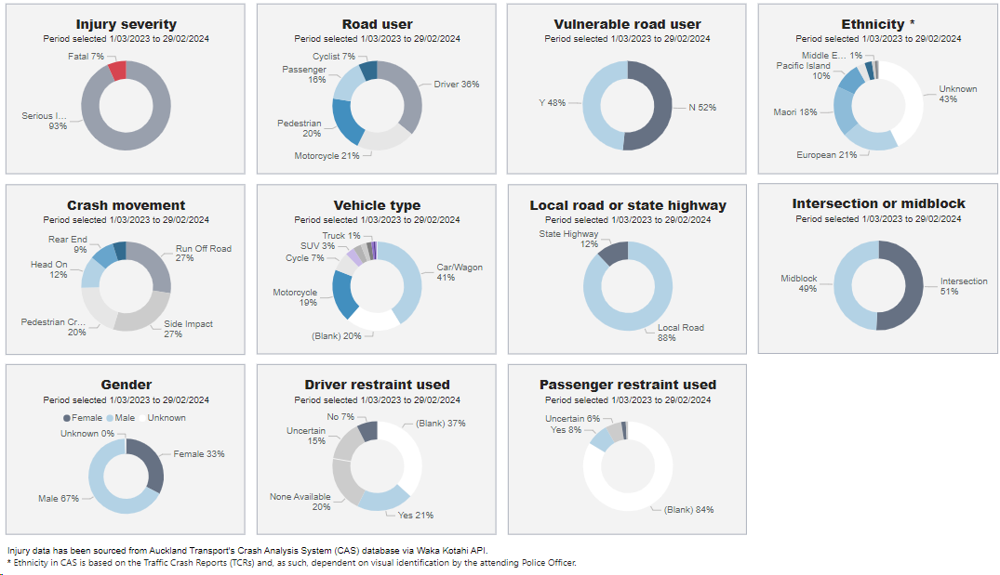 Injury severity
Period selected 1/03/2023 to 29/02/2024
Fatal 7%
Serious I...
93%
Road user
Period selected 1/03/2023 to 29/02/2024
Cyclist 7%
Passenger
16%
Driver 36%
Pedestrian
20%
Motorcycle 21%
Vulnerable road user
Period selected 1/03/2023 to 29/02/2024
Y 48%
N 52%
Ethnicity *
Period selected 1/03/2023 to 29/02/2024
Middle E... 1%
Pacific Island
10%
Unknown
43%
Maori 18%
European 21%
Crash movement
Period selected 1/03/2023 to 29/02/2024
Rear End
9%
Run Off Road
27%
Head On
12%
Pedestrian Cr...
20%
Side Impact
27%
Vehicle type
Period selected 1/03/2023 to 29/02/2024
Truck 1%
SUV 3%
Cycle 7%
Car/Wagon
41%
Motorcycle
19%
(Blank) 20%
Local road or state highway
Period selected 1/03/2023 to 29/02/2024
State Highway
12%
Local Road
88%
Intersection or midblock
Period selected 1/03/2023 to 29/02/2024
Midblock
49%
Intersection
51%
Gender
Period selected 1/03/2023 to 29/02/2024
Female Male Unknown
Unknown 0%
Female 33%
Male 67%
Driver restraint used
Period selected 1/03/2023 to 29/02/2024
No 7%
(Blank) 37%
Uncertain
15%
None Available
20%
Yes 21%
Passenger restraint used
Period selected 1/03/2023 to 29/02/2024
Uncertain 6%
Yes 8%
(Blank) 84%
Injury data has been sourced from Auckland Transport's Crash Analysis System (CAS) database via Waka Kotahi API.
* Ethnicity in CAS is based on the Traffic Crash Reports (TCRs) and, as such, dependent on visual identification by the attending Police Officer.